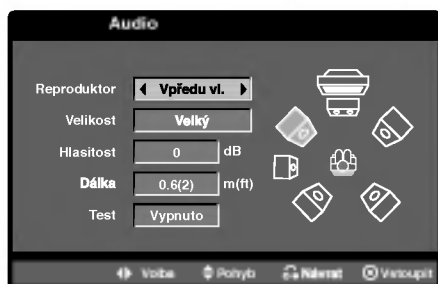 Audio
Reproduktor Vpředu vl.
Velikost Velký
Hlasitost 0 dB
Dálka 0.6(2) m(ft)
Test Vypnuto
Volba Pohyb Návrat Vstoupit